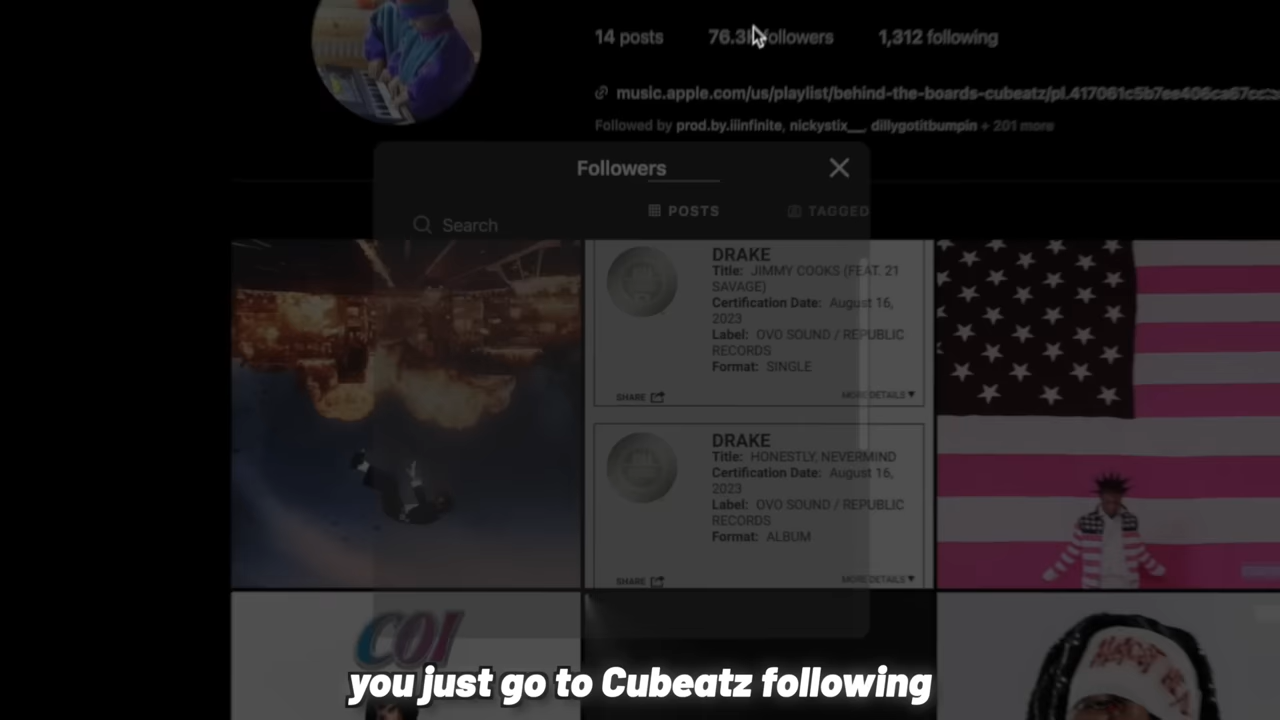 14 posts 76.3 followers 1,312 following
music.apple.com/us/playlist/behind-the-boards-cubeatz/
Followed by prod.by.iiinfinite, nickystix__, dillygotitbumpin + 201 more
Followers
POSTS TAGGED
Search
DRAKE
Title: JIMMY COOKS (FEAT. 21
SAVAGE)
Certification Date: August 16,
2023
Label: OVO SOUND / REPUBLIC
RECORDS
Format: SINGLE
SHARE MORE DETAILS
DRAKE
Title: HONESTLY, NEVERMIND
Certification Date: August 16,
2023
Label: OVO SOUND / REPUBLIC
RECORDS
Format: ALBUM
SHARE MORE DETAILS
COI
you just go to Cubeatz following